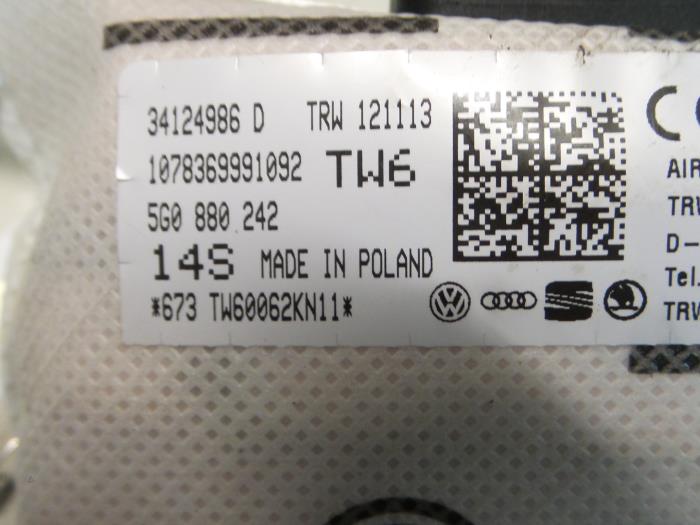 34124986 D TRW 121113
1078369991092 TW6
5G0 880 242
14S MADE IN POLAND
*673 TW60062KN11*
AIR
TRW
D-
Tel.
TRW